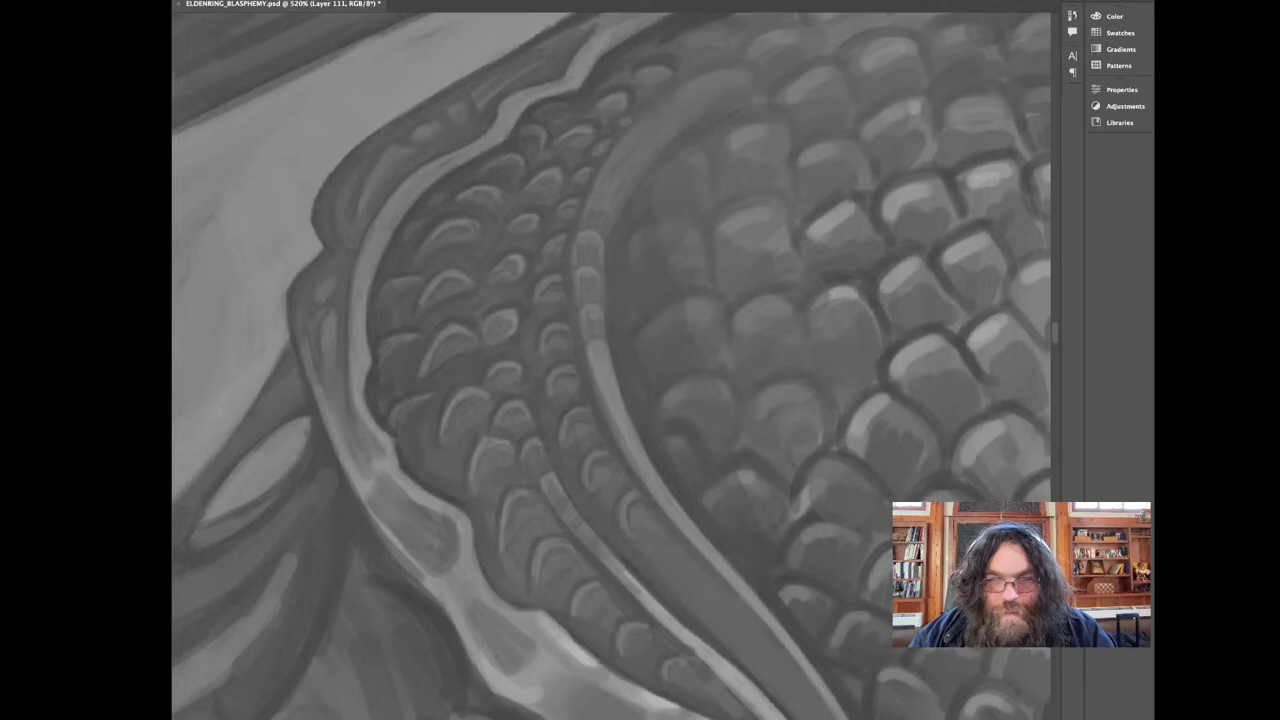 ELDENRING_BLASPHEMY.psd @ 520% (Layer 111, RGB/8*) *
Color
Swatches
Gradients
Patterns
Properties
Adjustments
Libraries